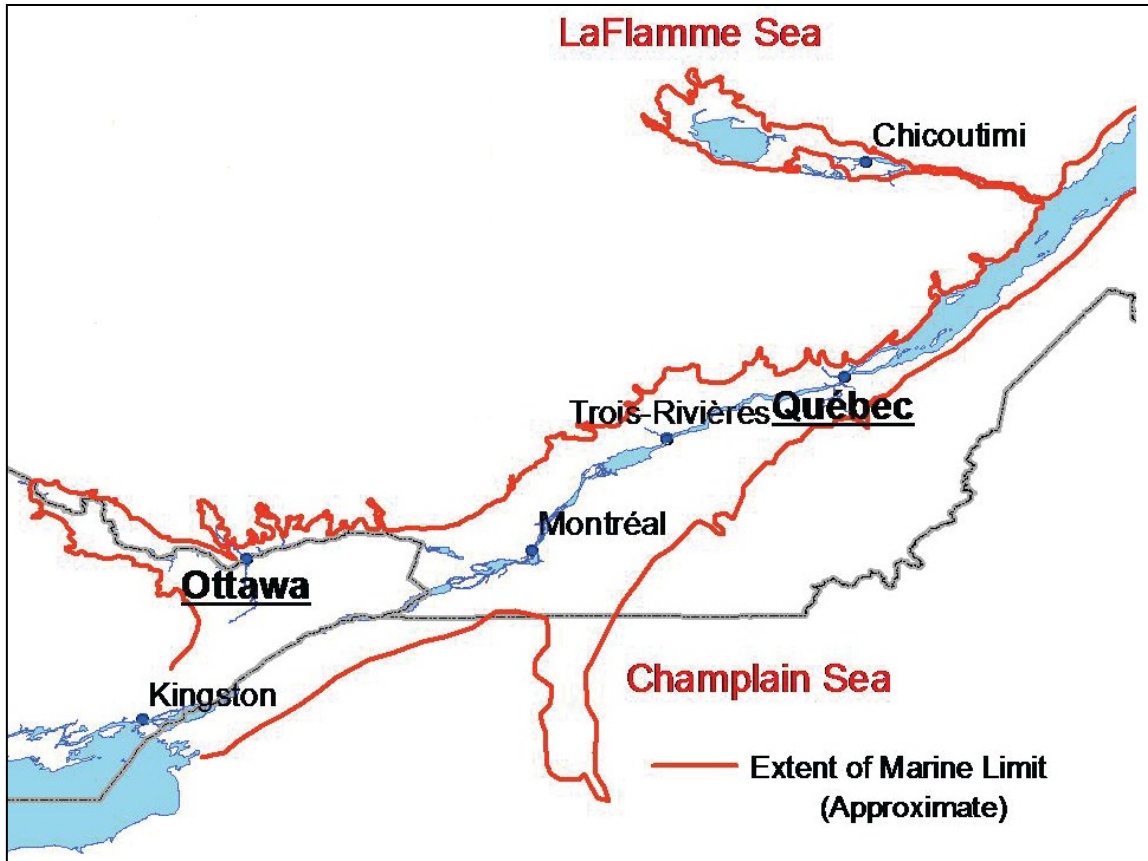 LaFlamme Sea
Chicoutimi
Trois-Rivières
Québec
Montréal
Ottawa
Champlain Sea
Kingston
Extent of Marine Limit
(Approximate)